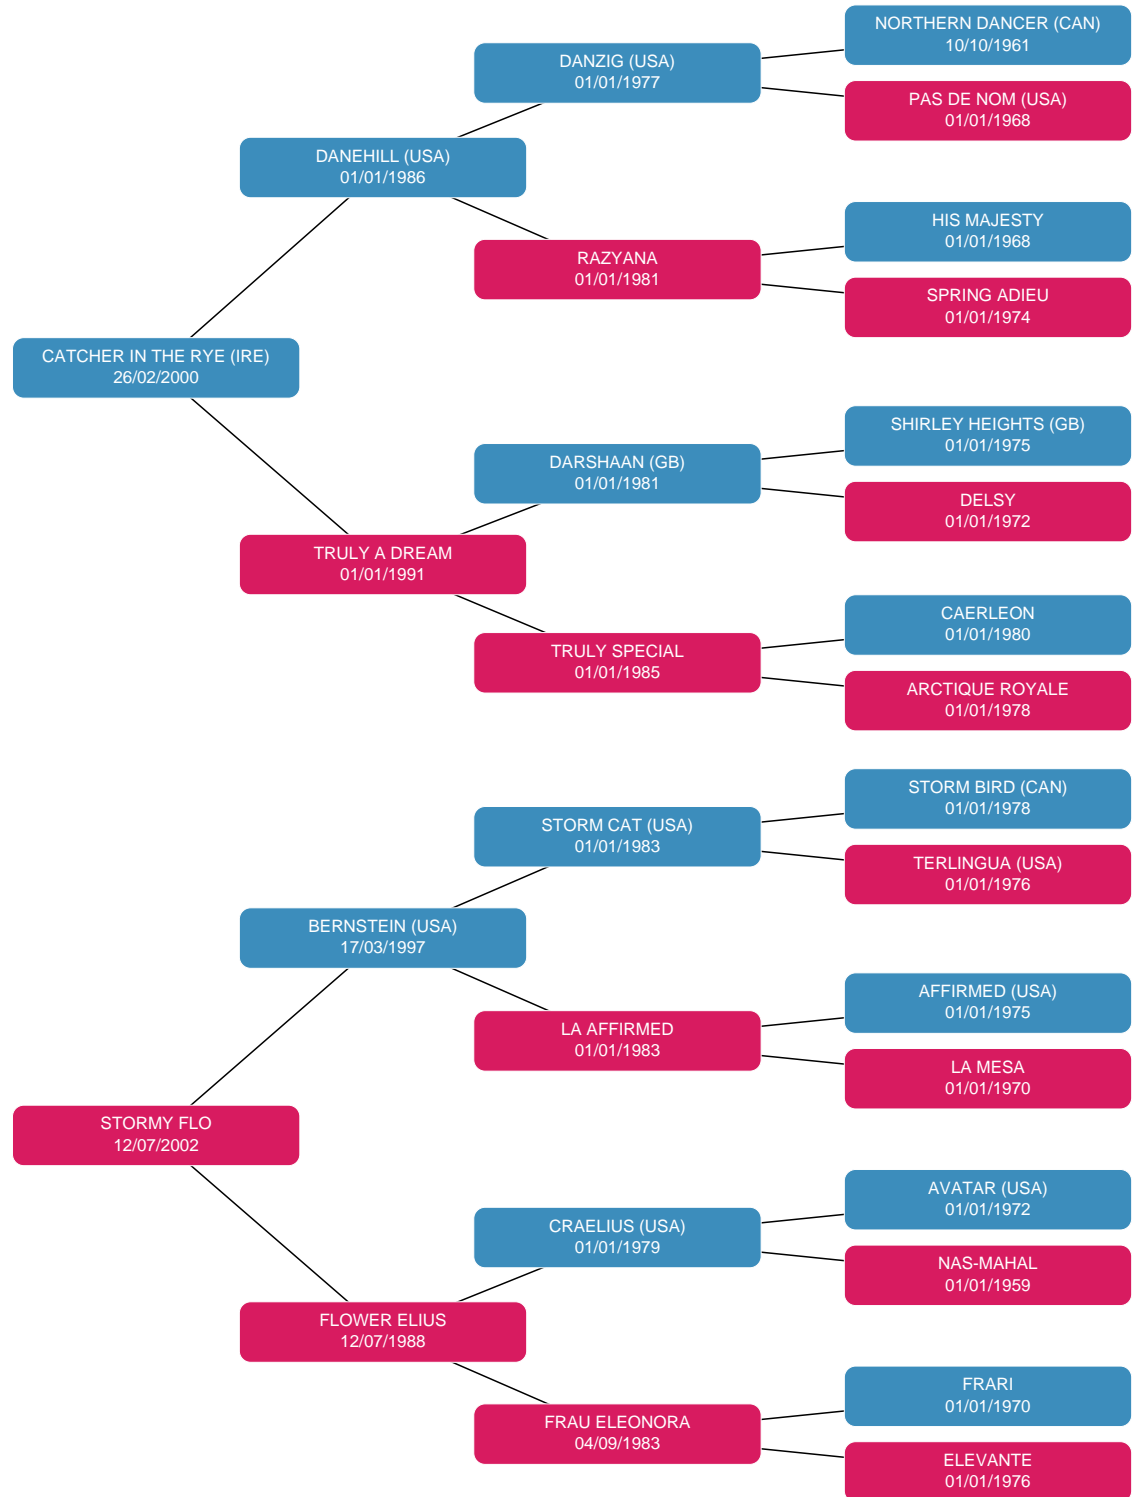 NORTHERN DANCER (CAN)
10/10/1961
DANZIG (USA)
01/01/1977
PAS DE NOM (USA)
01/01/1968
DANEHILL (USA)
01/01/1986
HIS MAJESTY
01/01/1968
RAZYANA
01/01/1981
SPRING ADIEU
01/01/1974
CATCHER IN THE RYE (IRE)
26/02/2000
SHIRLEY HEIGHTS (GB)
01/01/1975
DARSHAAN (GB)
01/01/1981
DELSY
01/01/1972
TRULY A DREAM
01/01/1991
CAERLEON
01/01/1980
TRULY SPECIAL
01/01/1985
ARCTIQUE ROYALE
01/01/1978
STORM BIRD (CAN)
01/01/1978
STORM CAT (USA)
01/01/1983
TERLINGUA (USA)
01/01/1976
BERNSTEIN (USA)
17/03/1997
AFFIRMED (USA)
01/01/1975
LA AFFIRMED
01/01/1983
LA MESA
01/01/1970
STORMY FLO
12/07/2002
AVATAR (USA)
01/01/1972
CRAELIUS (USA)
01/01/1979
NAS-MAHAL
01/01/1959
FLOWER ELIUS
12/07/1988
FRARI
01/01/1970
FRAU ELEONORA
04/09/1983
ELEVANTE
01/01/1976